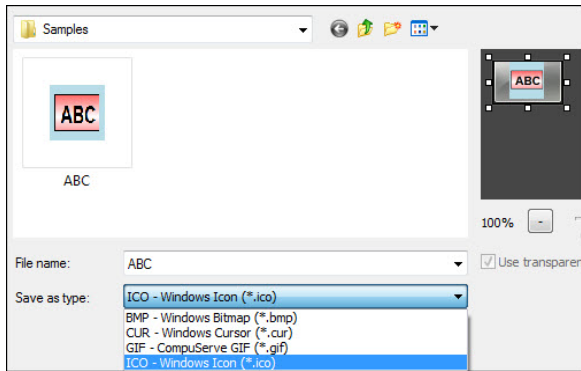 Samples
ABC
ABC
ABC
100%
-
File name:
ABC
Use transparen
Save as type:
ICO - Windows Icon (*.ico)
BMP - Windows Bitmap (*.bmp)
CUR - Windows Cursor (*.cur)
GIF - CompuServe GIF (*.gif)
ICO - Windows Icon (*.ico)